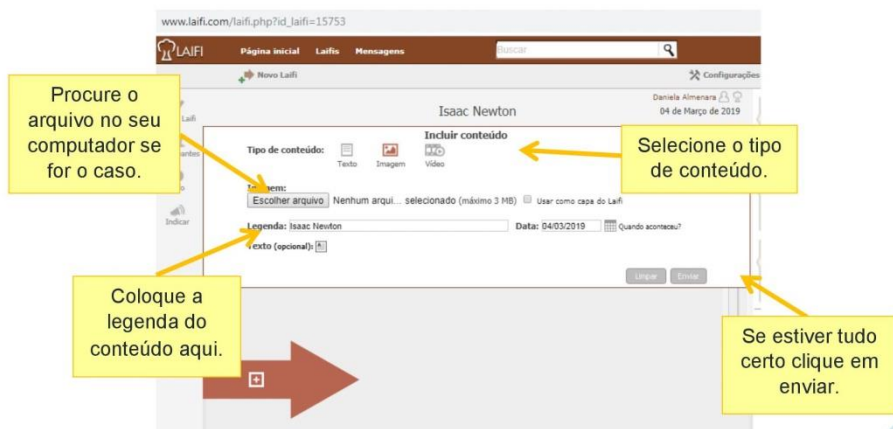 www.laifi.com/laifi.php?id_laifi=15753
LAIFI Página inicial Laifis Mensagens Buscar
Novo Laifi Configurações
Daniela Almenara
Isaac Newton 04 de Março de 2019
Procure o
arquivo no seu
computador se
for o caso.
Laifi
antes
Indicar
Incluir conteúdo
Tipo de conteúdo:
Texto Imagem Vídeo
Selecione o tipo
de conteúdo.
Escolher arquivo Nenhum arqui... selecionado (máximo 3 MB) Usar como capa do Laifi
Legenda: Isaac Newton Data: 04/03/2019 Quando aconteceu?
Texto (opcional):
Limpar Enviar
Coloque a
legenda do
conteúdo aqui.
Se estiver tudo
certo clique em
enviar.